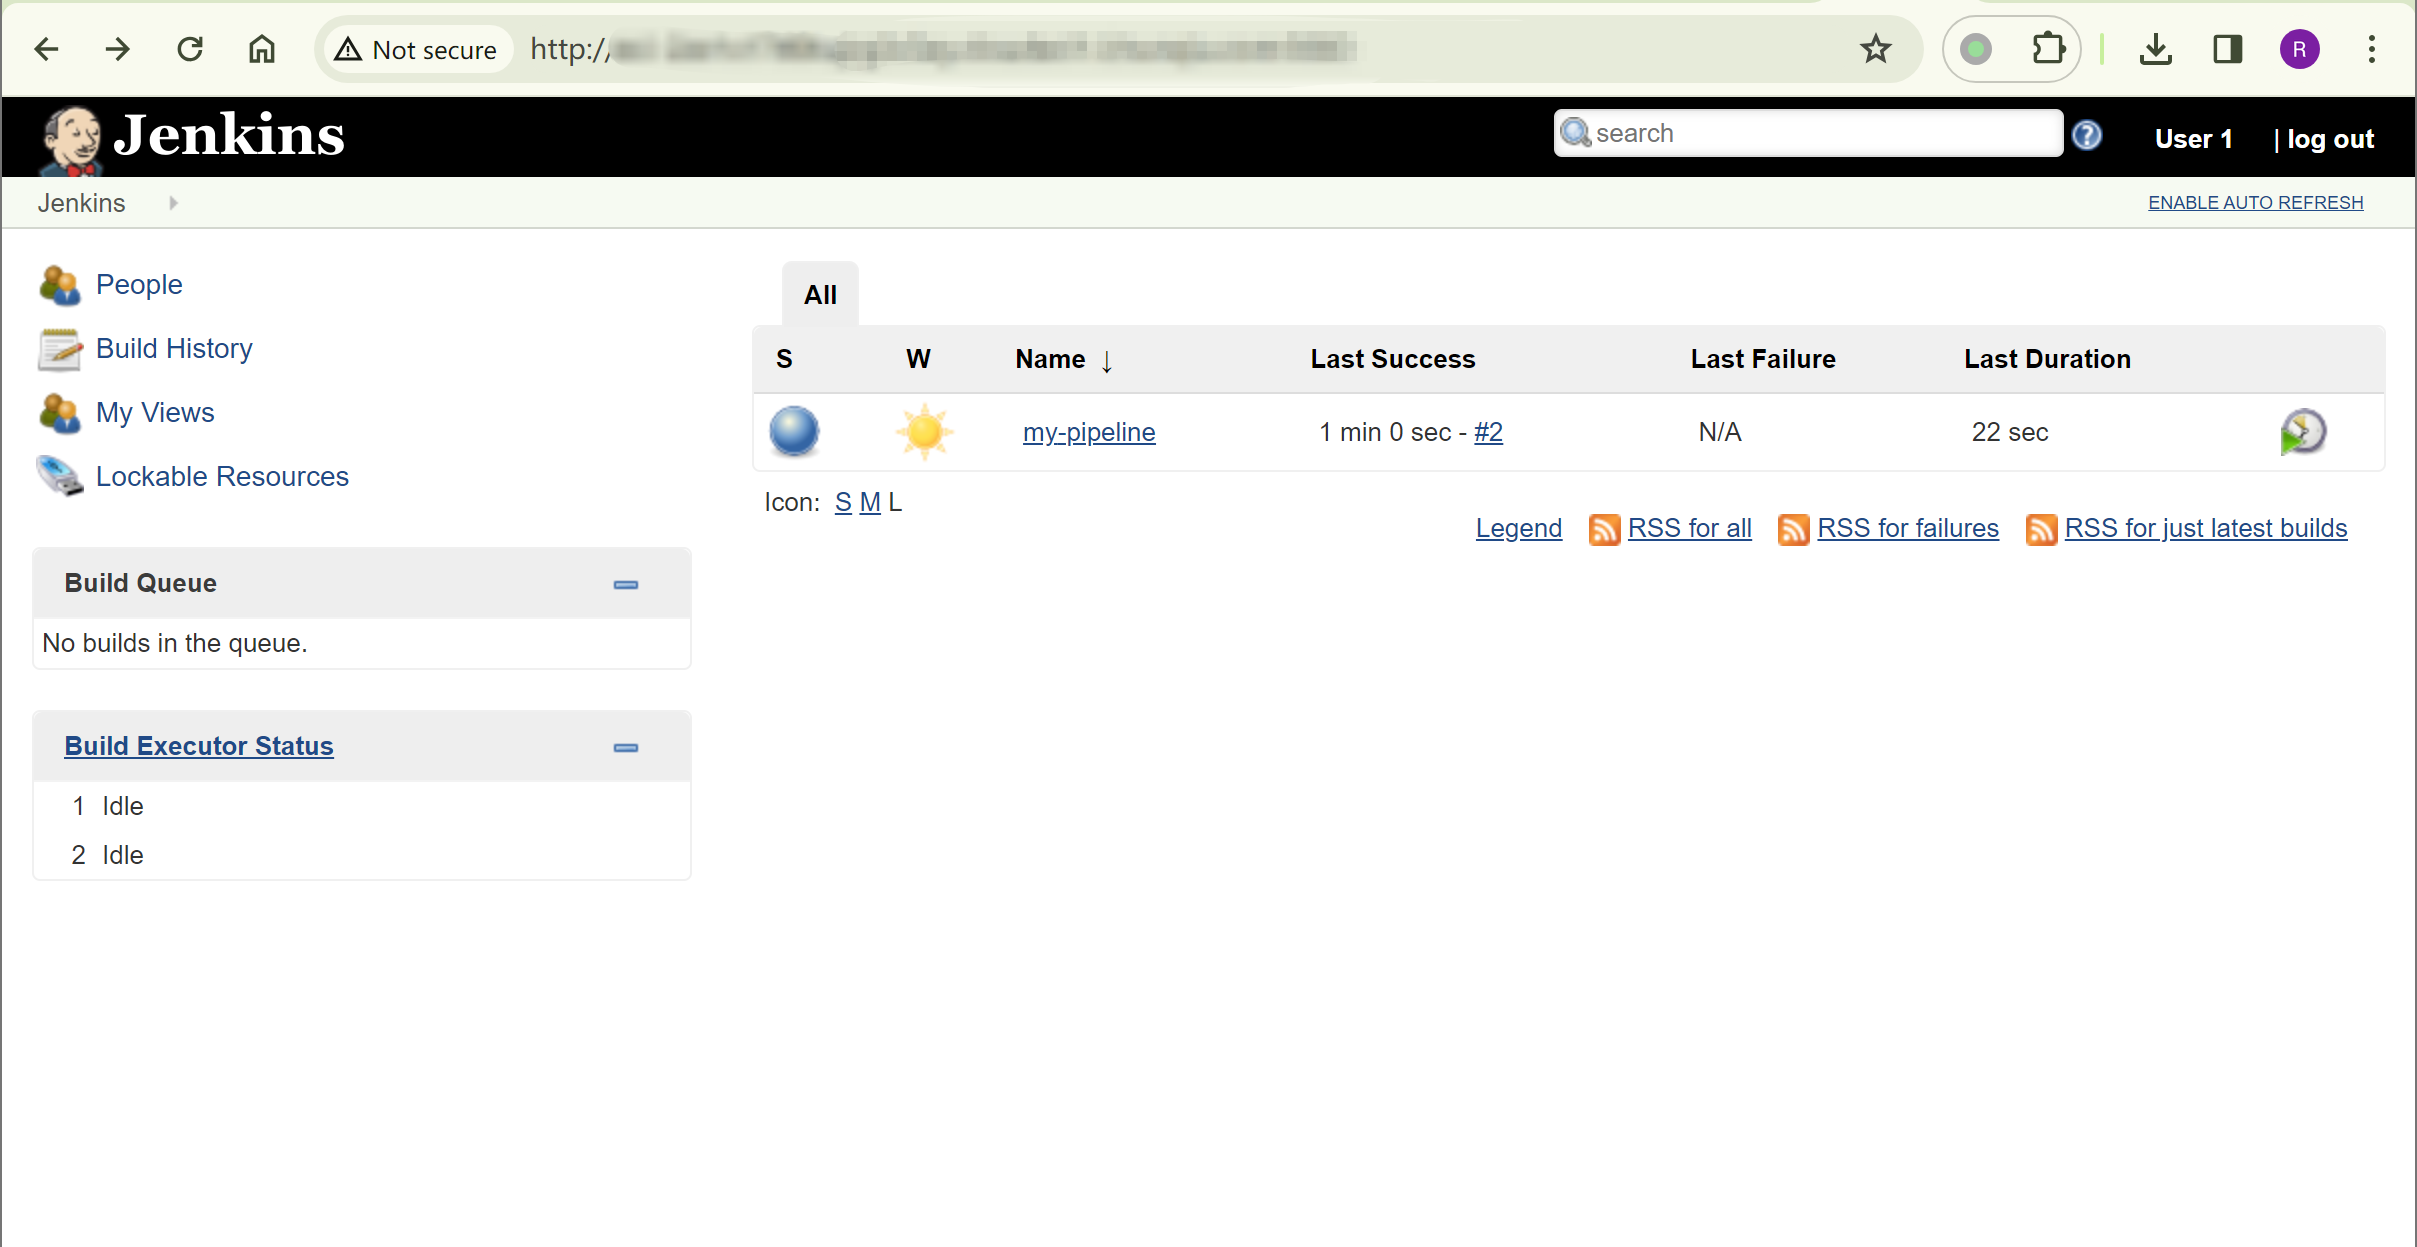 Not secure http://
R
Jenkins search ? User 1 | log out
Jenkins ENABLE AUTO REFRESH
People
Build History
My Views
Lockable Resources
All
S W Name ↓ Last Success Last Failure Last Duration
my-pipeline 1 min 0 sec - #2 N/A 22 sec
Icon: S M L
Legend RSS for all RSS for failures RSS for just latest builds
Build Queue
No builds in the queue.
Build Executor Status
1 Idle
2 Idle